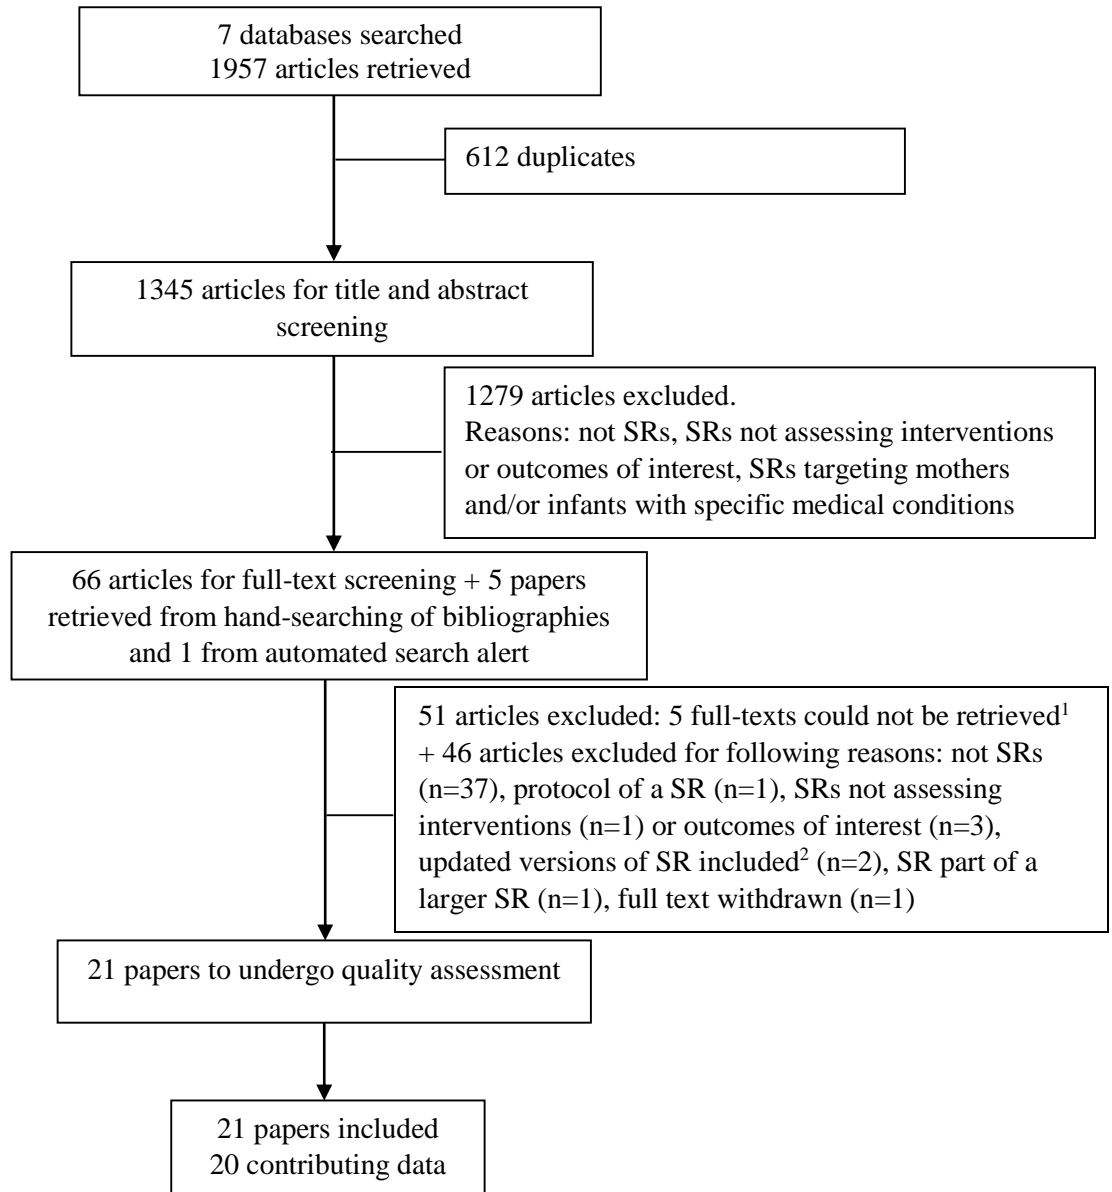 7 databases searched
1957 articles retrieved
612 duplicates
1345 articles for title and abstract
screening
1279 articles excluded.
Reasons: not SRs, SRs not assessing interventions
or outcomes of interest, SRs targeting mothers
and/or infants with specific medical conditions
66 articles for full-text screening + 5 papers
retrieved from hand-searching of bibliographies
and 1 from automated search alert
51 articles excluded: 5 full-texts could not be retrieved¹
+ 46 articles excluded for following reasons: not SRs
(n=37), protocol of a SR (n=1), SRs not assessing
interventions (n=1) or outcomes of interest (n=3),
updated versions of SR included² (n=2), SR part of a
larger SR (n=1), full text withdrawn (n=1)
21 papers to undergo quality assessment
21 papers included
20 contributing data